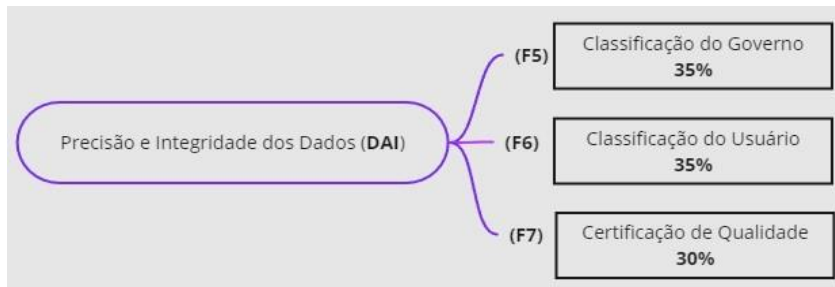 Precisão e Integridade dos Dados (DAI)
(F5)
Classificação do Governo
35%
(F6)
Classificação do Usuário
35%
(F7)
Certificação de Qualidade
30%